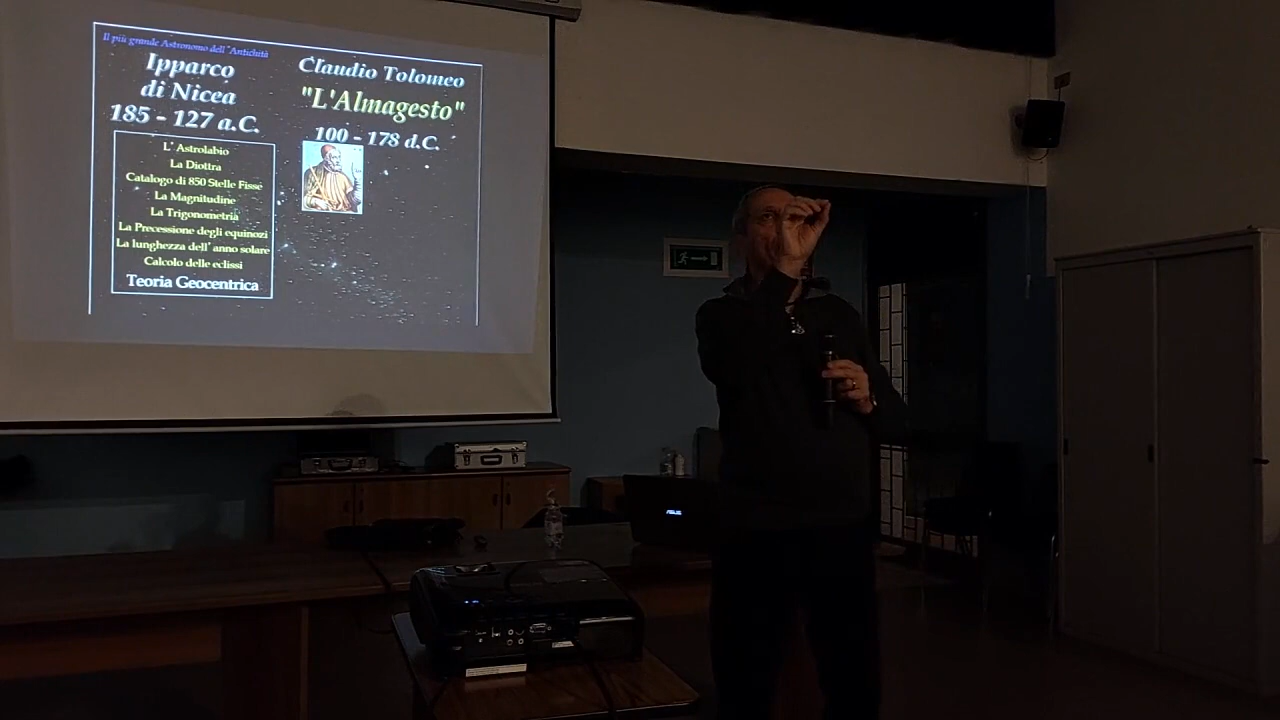 Il più grande Astronomo dell'Antichità
Ipparco
di Nicea
185 - 127 a.C.
L' Astrolabio
La Diottra
Catalogo di 850 Stelle Fisse
La Magnitudine
La Trigonometria
La Precessione degli equinozi
La lunghezza dell' anno solare
Calcolo delle eclissi
Teoria Geocentrica
Claudio Tolomeo
"L'Almagesto"
100 - 178 d.C.
ASUS